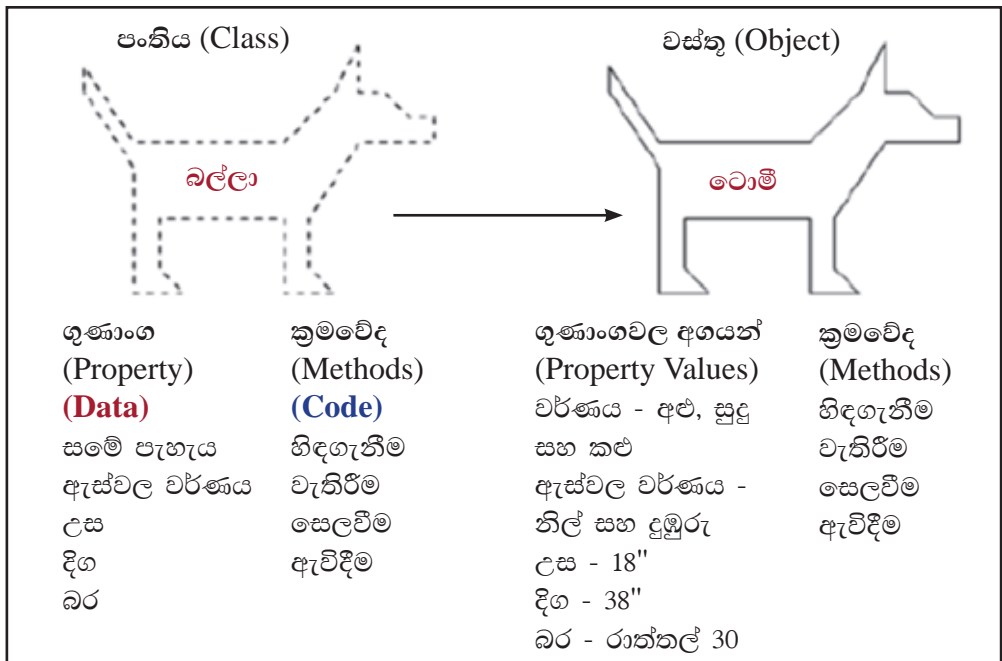 පංතිය (Class)
වස්තූ (Object)
බල්ලා
ටොමී
ගුණාංග
(Property)
(Data)
සමේ පැහැය
ඇස්වල වර්ණය
උස
දිග
බර
ක්‍රමවේද
(Methods)
(Code)
හිඳගැනීම
වැතිරීම
සෙලවීම
ඇවිදීම
ගුණාංගවල අගයන්
(Property Values)
වර්ණය - අළු, සුදු
සහ කළු
ඇස්වල වර්ණය -
නිල් සහ දුඹුරු
උස - 18"
දිග - 38"
බර - රාත්තල් 30
ක්‍රමවේද
(Methods)
හිඳගැනීම
වැතිරීම
සෙලවීම
ඇවිදීම